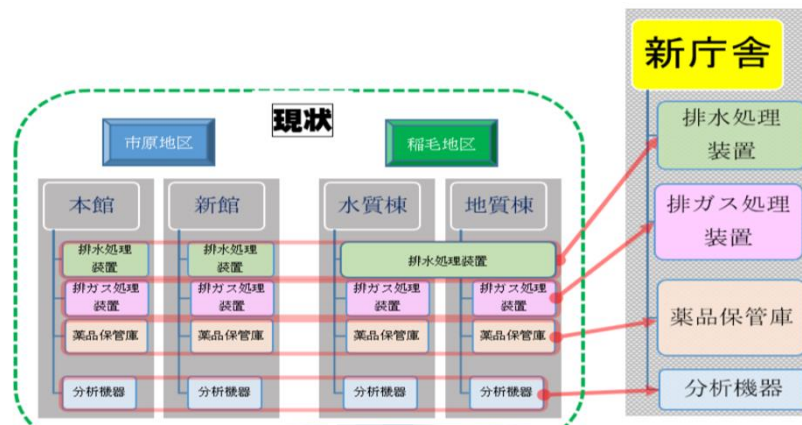 現状
市原地区
稲毛地区
本館
新館
水質棟
地質棟
排水処理
装置
排水処理
装置
排水処理装置
排ガス処理
装置
排ガス処理
装置
排ガス処理
装置
排ガス処理
装置
薬品保管庫
薬品保管庫
薬品保管庫
薬品保管庫
分析機器
分析機器
分析機器
分析機器
新庁舎
排水処理
装置
排ガス処理
装置
薬品保管庫
分析機器